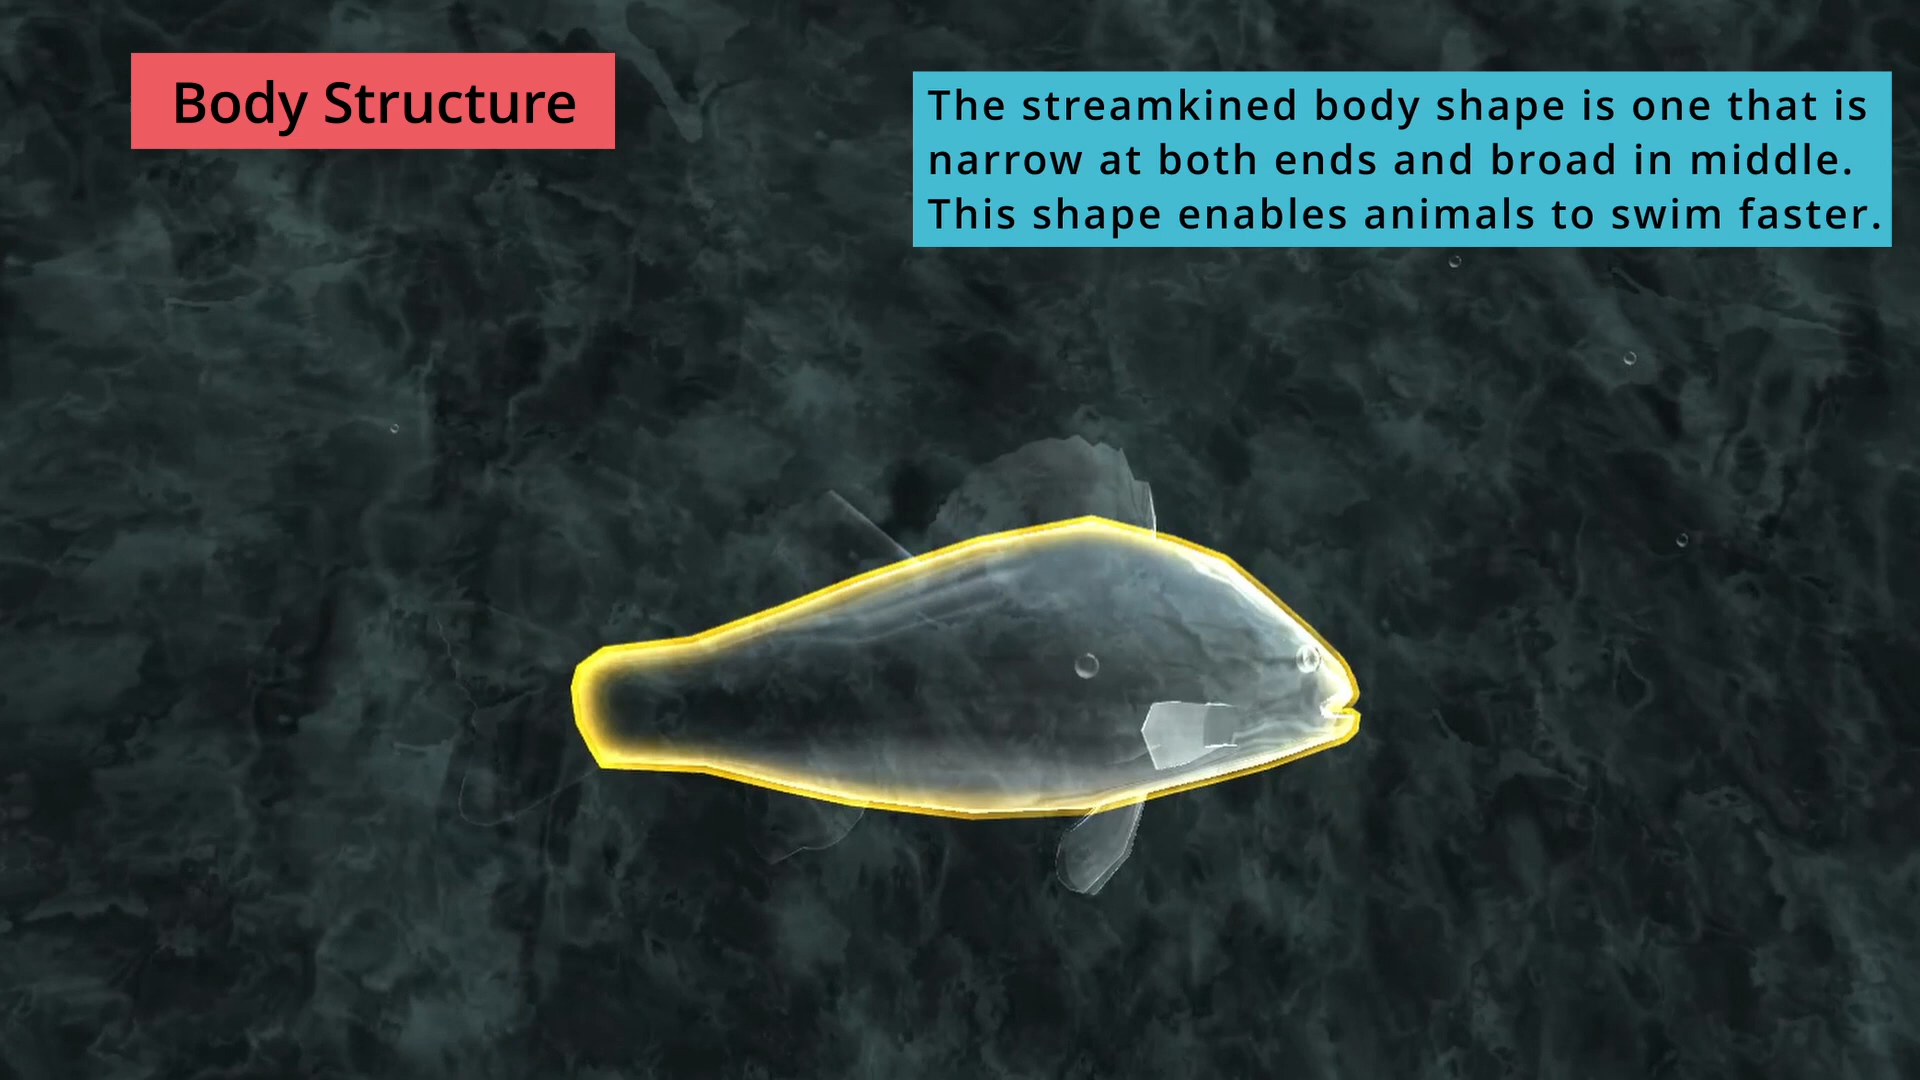 Body Structure
The streamkined body shape is one that is
narrow at both ends and broad in middle.
This shape enables animals to swim faster.